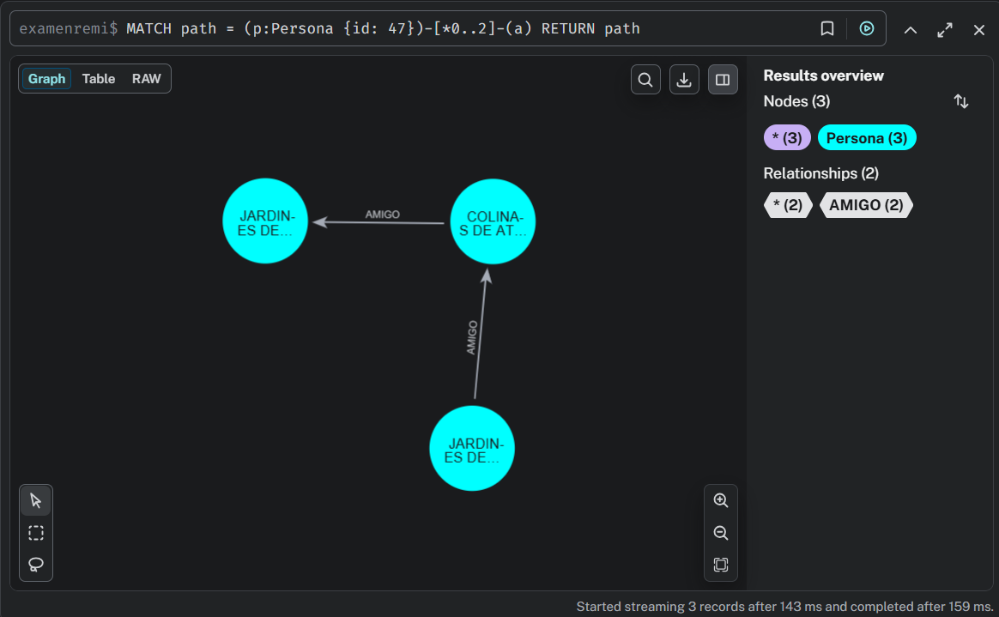 examenremi$ MATCH path = (p:Persona {id: 47})-[*0..2]-(a) RETURN path
Graph Table RAW
Results overview
Nodes (3)
* (3) Persona (3)
Relationships (2)
* (2) AMIGO (2)
JARDIN-
ES DE...
AMIGO
COLINA-
S DE AT...
AMIGO
JARDIN-
ES DE...
Started streaming 3 records after 143 ms and completed after 159 ms.